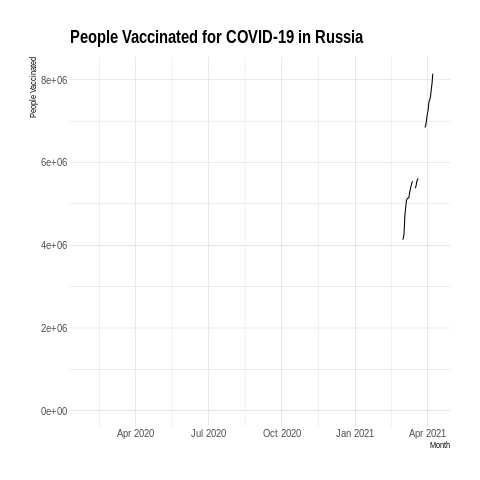 People Vaccinated for COVID-19 in Russia
People Vaccinated
8e+06
6e+06
4e+06
2e+06
0e+00
Apr 2020 Jul 2020 Oct 2020 Jan 2021 Apr 2021
Month